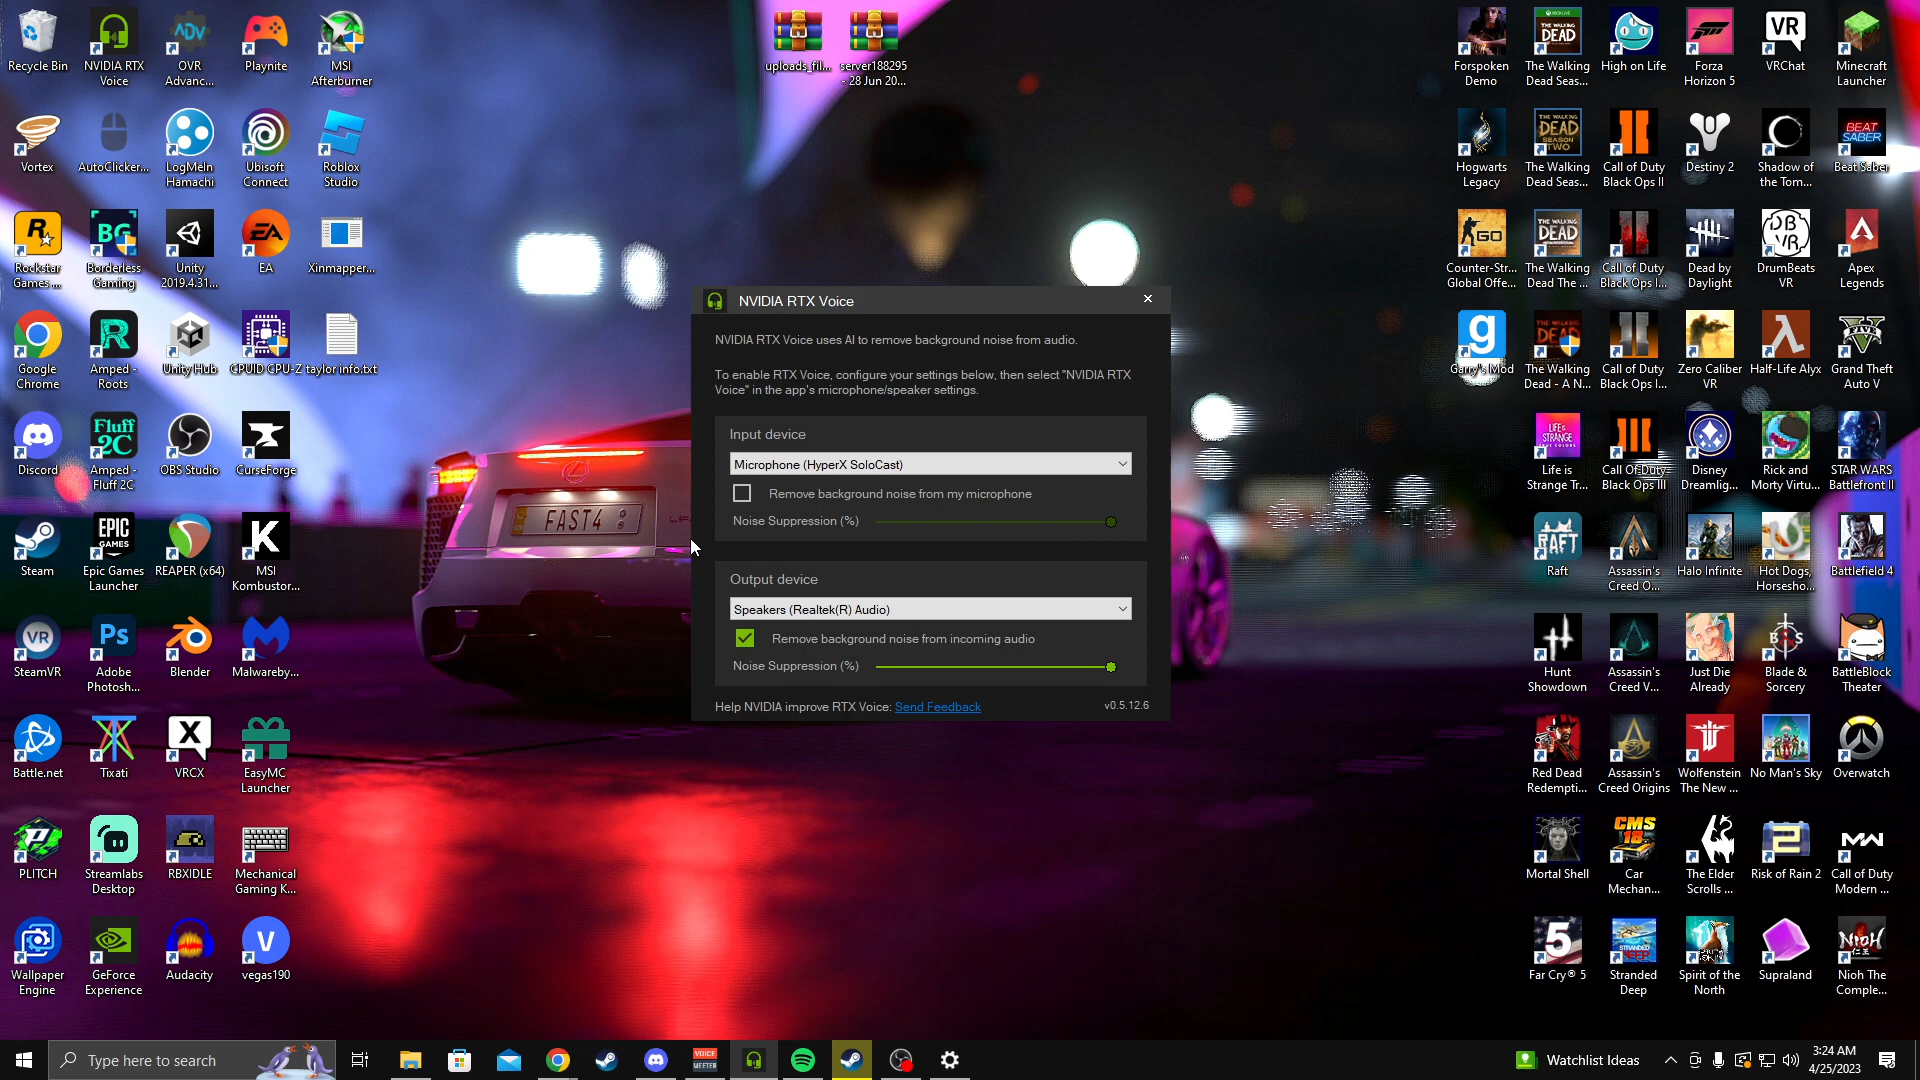 Recycle Bin
NVIDIA RTX
Voice
OVR
Advanc...
Playnite
MSI
Afterburner
uploads_fil...
server188295
- 28 Jun 20...
Forspoken
Demo
The Walking
Dead Seas...
High on Life
Forza
Horizon 5
VRChat
Minecraft
Launcher
Vortex
AutoClicker...
LogMeIn
Hamachi
Ubisoft
Connect
Roblox
Studio
Hogwarts
Legacy
The Walking
Dead Seas...
Call of Duty
Black Ops II
Destiny 2
Shadow of
the Tom...
Beat Saber
Rockstar
Games ...
Borderless
Gaming
Unity
2019.4.31...
EA
Xinmapper...
Counter-Str...
Global Offe...
The Walking
Dead The ...
Call of Duty
Black Ops I...
Dead by
Daylight
DrumBeats
VR
Apex
Legends
Google
Chrome
Amped -
Roots
Unity Hub
CPUID CPU-Z
taylor info.txt
Garry's Mod
The Walking
Dead - A N...
Call of Duty
Black Ops I...
Zero Caliber
VR
Half-Life Alyx
Grand Theft
Auto V
Discord
Amped -
Fluff 2C
OBS Studio
CurseForge
Life is
Strange Tr...
Call Of Duty
Black Ops III
Disney
Dreamlig...
Rick and
Morty Virtu...
STAR WARS
Battlefront II
Steam
Epic Games
Launcher
REAPER (x64)
MSI
Kombustor...
Raft
Assassin's
Creed O...
Halo Infinite
Hot Dogs,
Horsesho...
Battlefield 4
SteamVR
Adobe
Photosh...
Blender
Malwareby...
Hunt
Showdown
Assassin's
Creed V...
Just Die
Already
Blade &
Sorcery
BattleBlock
Theater
Battle.net
Tixati
VRCX
EasyMC
Launcher
Red Dead
Redempti...
Assassin's
Creed Origins
Wolfenstein
The New ...
No Man's Sky
Overwatch
PLITCH
Streamlabs
Desktop
RBXIDLE
Mechanical
Gaming K...
Mortal Shell
Car
Mechan...
The Elder
Scrolls ...
Risk of Rain 2
Call of Duty
Modern ...
Wallpaper
Engine
GeForce
Experience
Audacity
vegas190
Far Cry® 5
Stranded
Deep
Spirit of the
North
Supraland
Nioh The
Comple...
FAST4
NVIDIA RTX Voice
NVIDIA RTX Voice uses AI to remove background noise from audio.
To enable RTX Voice, configure your settings below, then select "NVIDIA RTX
Voice" in the app's microphone/speaker settings.
Input device
Microphone (HyperX SoloCast)
Remove background noise from my microphone
Noise Suppression (%)
Output device
Speakers (Realtek(R) Audio)
Remove background noise from incoming audio
Noise Suppression (%)
Help NVIDIA improve RTX Voice: Send Feedback
v0.5.12.6
Type here to search
VOICE
MEETER
Watchlist Ideas
3:24 AM
4/25/2023